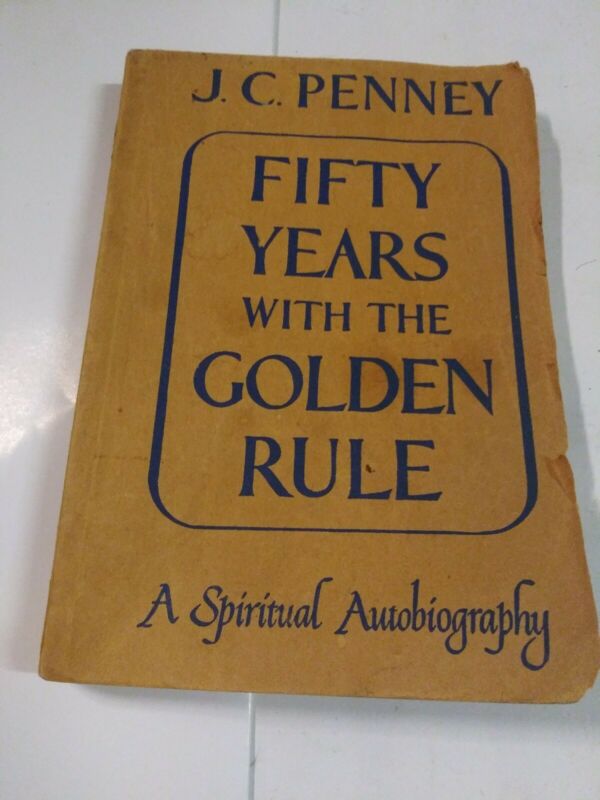 J. C. PENNEY
FIFTY
YEARS
WITH THE
GOLDEN
RULE
A Spiritual Autobiography